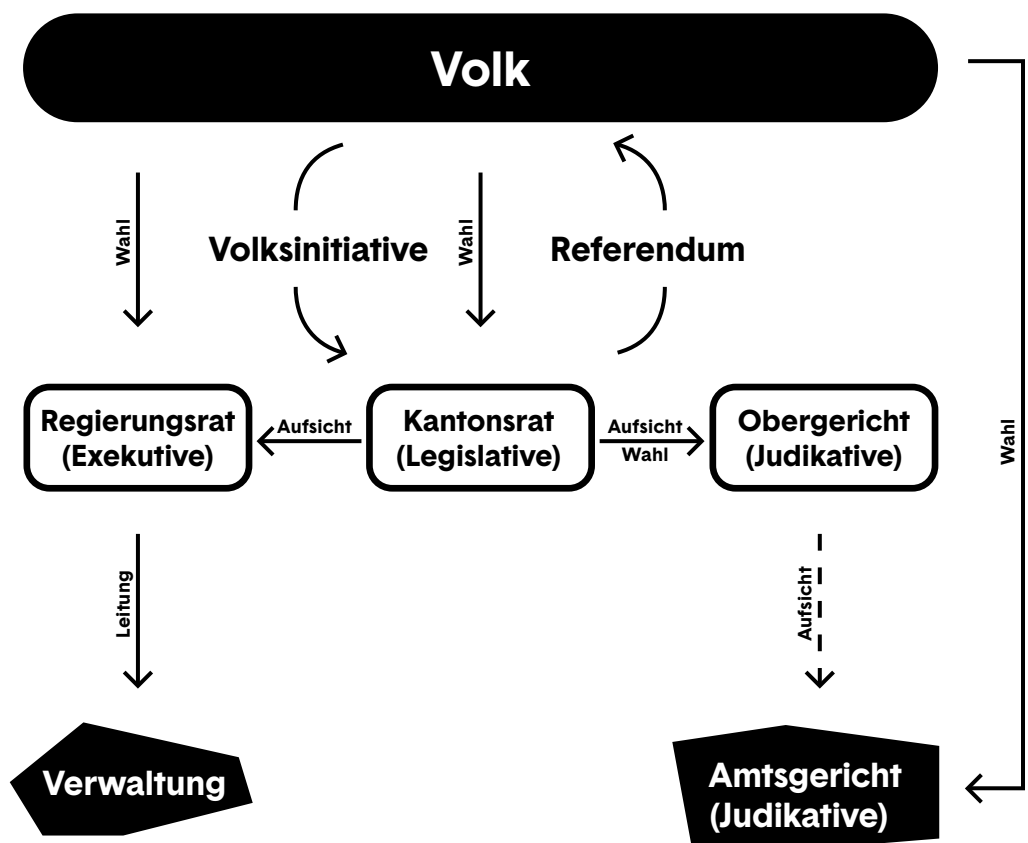 Volk
Wahl
Volksinitiative
Wahl
Referendum
Regierungsrat
(Exekutive)
Aufsicht
Kantonsrat
(Legislative)
Aufsicht
Wahl
Obergericht
(Judikative)
Wahl
Leitung
Aufsicht
Verwaltung
Amtsgericht
(Judikative)